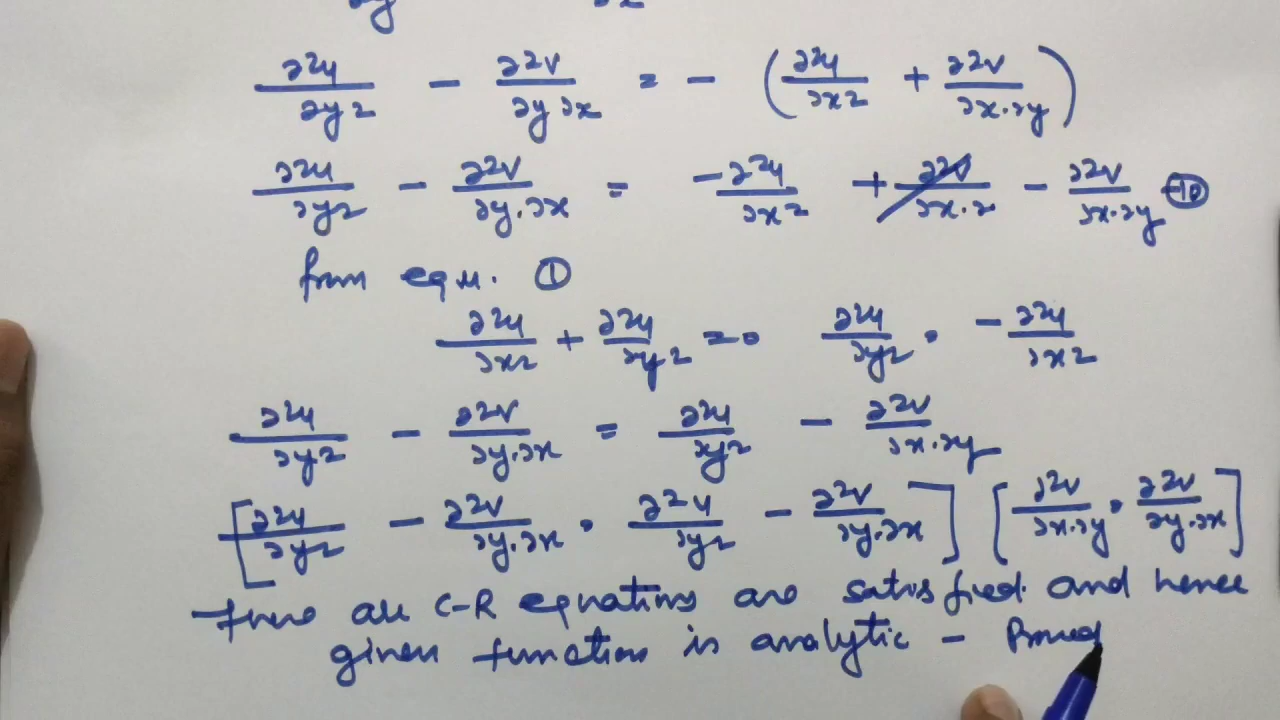 ∂²u/∂y² - ∂²v/∂y∂x = - (∂²u/∂x² + ∂²v/∂x·∂y)
∂²u/∂y² - ∂²v/∂y·∂x = -∂²u/∂x² - ∂²v/∂x·∂y -10
from equ. 1
∂²u/∂x² + ∂²u/∂y² = 0 ∂²u/∂y² = -∂²u/∂x²
∂²u/∂y² - ∂²v/∂y·∂x = ∂²u/∂y² - ∂²v/∂x·∂y
[∂²u/∂y² - ∂²v/∂y·∂x = ∂²u/∂y² - ∂²v/∂y·∂x] [∂²v/∂x·∂y = ∂²v/∂y·∂x]
C-R equations are satisfied. and hence
given function is analytic - Proved